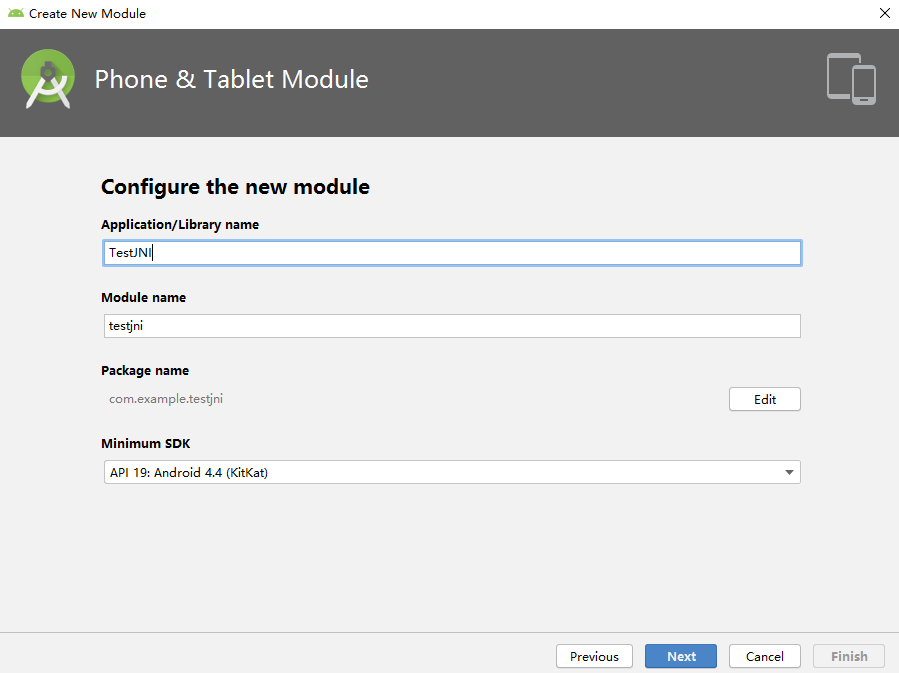 Create New Module
Phone & Tablet Module
Configure the new module
Application/Library name
TestJNI
Module name
testjni
Package name
com.example.testjni
Edit
Minimum SDK
API 19: Android 4.4 (KitKat)
Previous
Next
Cancel
Finish